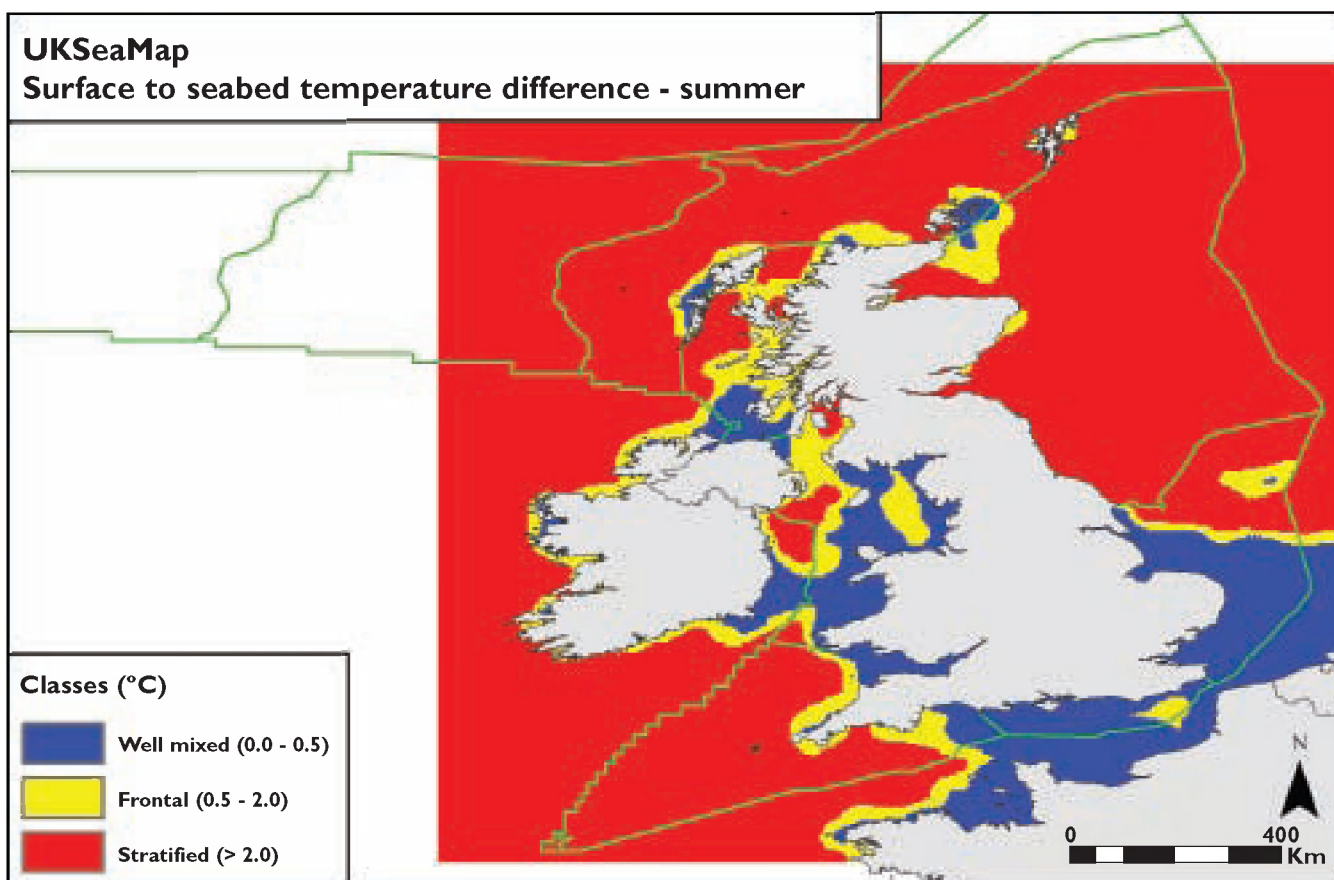 UKSeaMap
Surface to seabed temperature difference - summer
Classes (ºC)
Well mixed (0.0 - 0.5)
Frontal (0.5 - 2.0)
Stratified (> 2.0)
N
0 400
Km